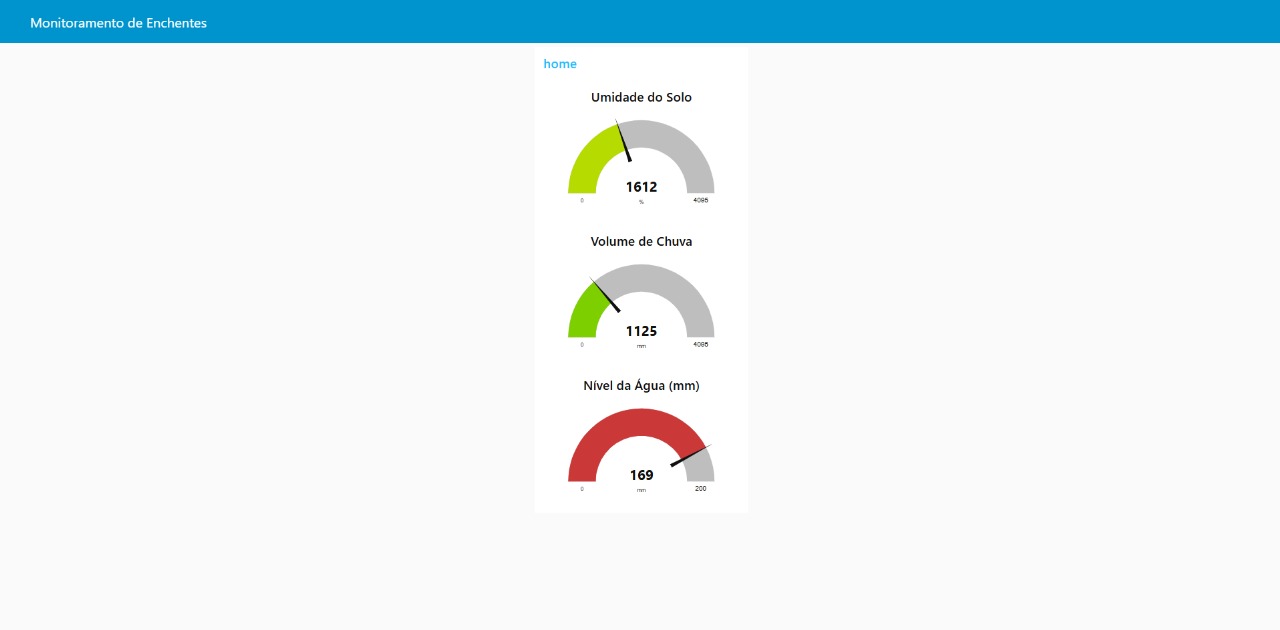 Monitoramento de Enchentes
home
Umidade do Solo
1612
0
%
4095
Volume de Chuva
1125
0
mm
4095
Nível da Água (mm)
169
0
mm
200